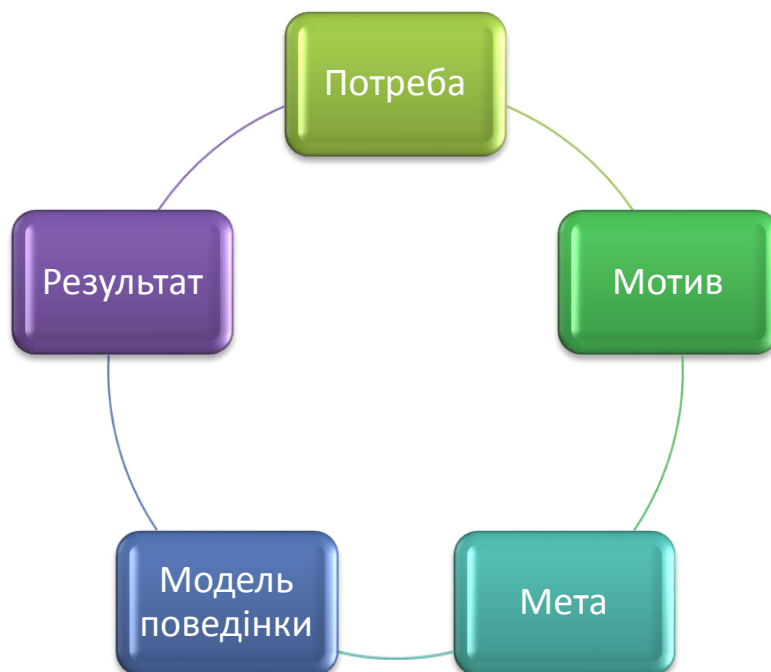 Потреба
Мотив
Мета
Модель
поведінки
Результат